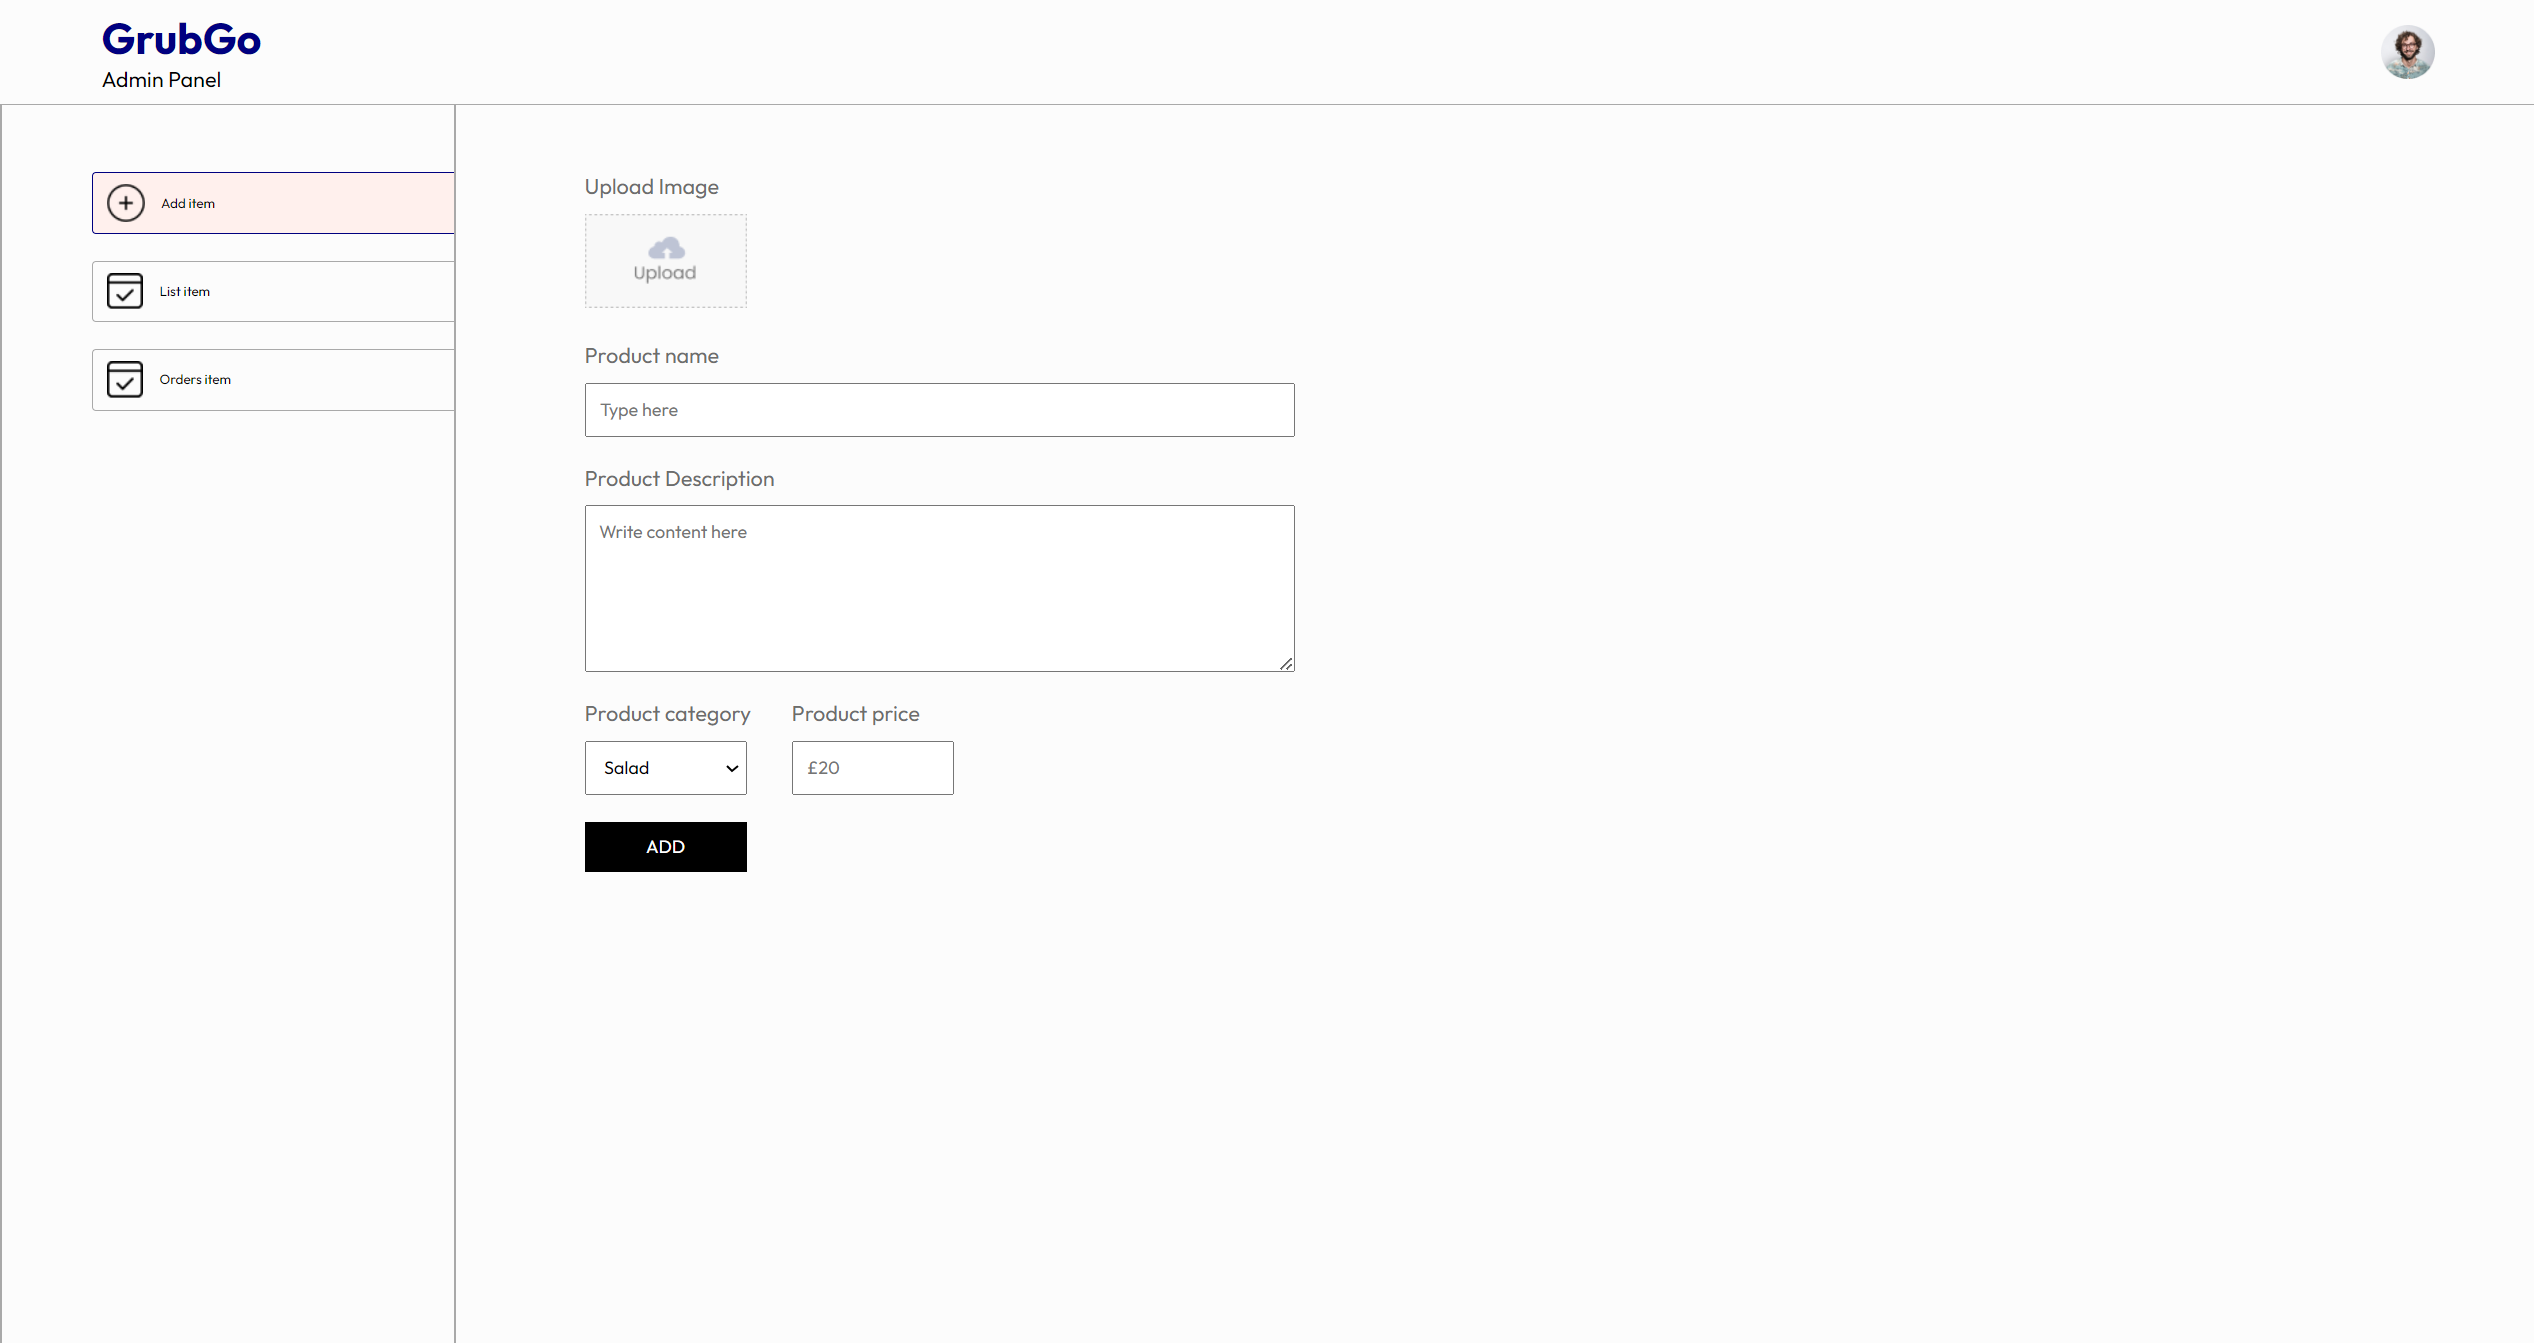 GrubGo
Admin Panel
Add item
List item
Orders item
Upload Image
Upload
Product name
Type here
Product Description
Write content here
Product category
Product price
Salad
£20
ADD